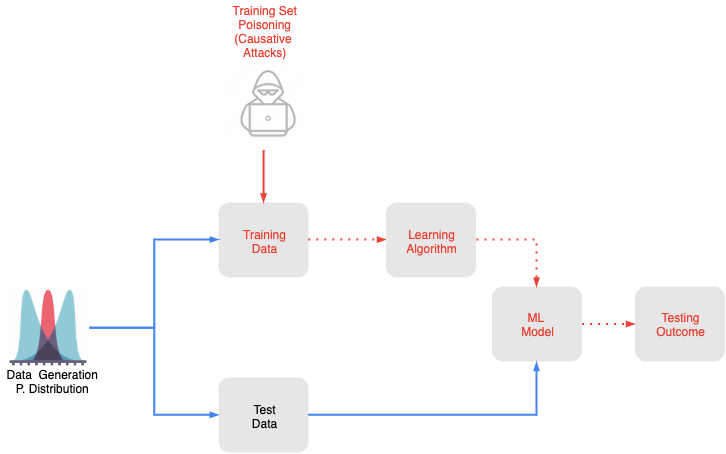 Training Set
Poisoning
(Causative
Attacks)
Training
Data
Learning
Algorithm
ML
Model
Testing
Outcome
Data Generation
P. Distribution
Test
Data